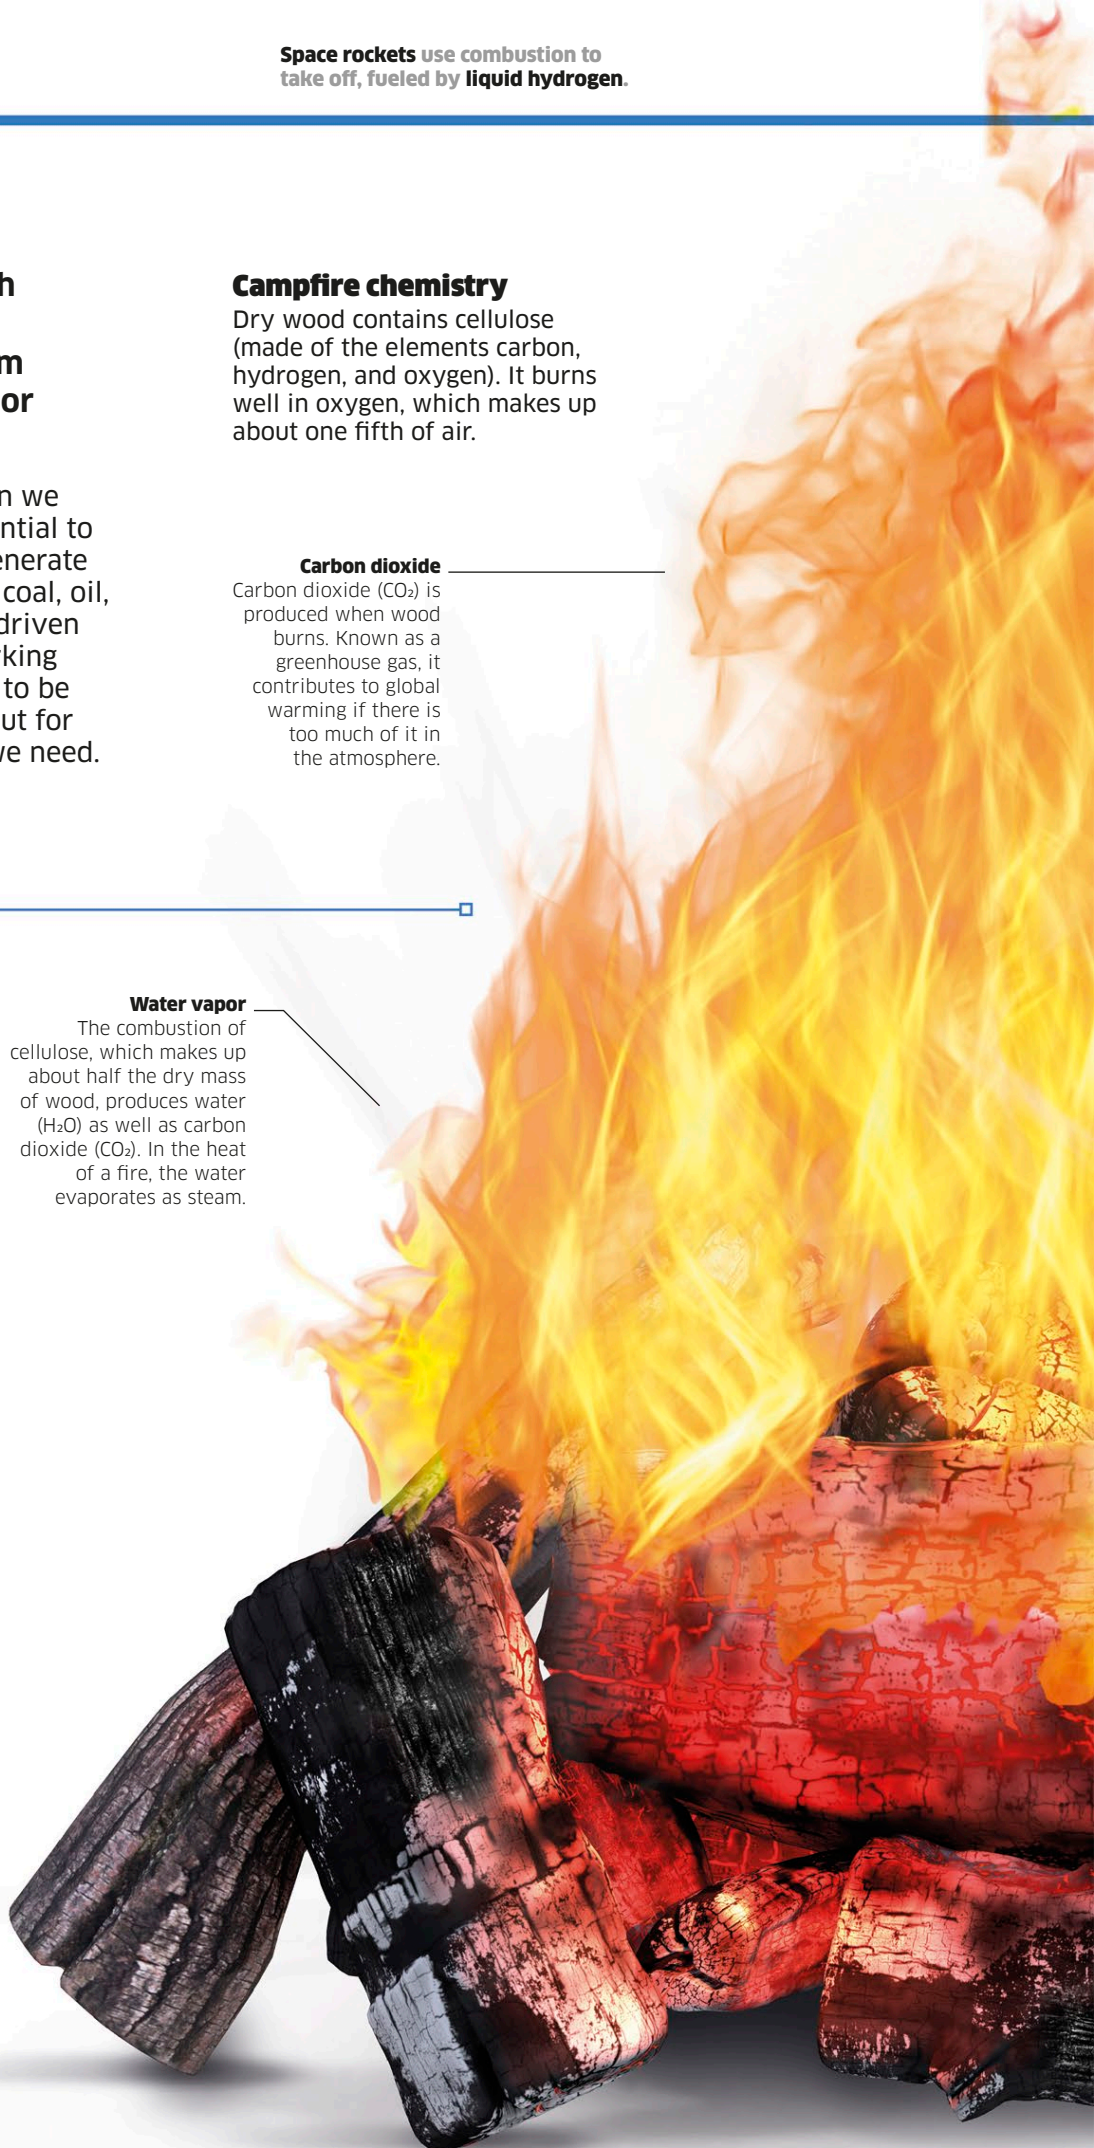 Space rockets use combustion to
take off, fueled by liquid hydrogen.
h
m
or
n we
ntial to
enerate
coal, oil,
driven
rking
to be
ut for
we need.
Campfire chemistry
Dry wood contains cellulose
(made of the elements carbon,
hydrogen, and oxygen). It burns
well in oxygen, which makes up
about one fifth of air.
Carbon dioxide
Carbon dioxide (CO₂) is
produced when wood
burns. Known as a
greenhouse gas, it
contributes to global
warming if there is
too much of it in
the atmosphere.
Water vapor
The combustion of
cellulose, which makes up
about half the dry mass
of wood, produces water
(H₂O) as well as carbon
dioxide (CO₂). In the heat
of a fire, the water
evaporates as steam.